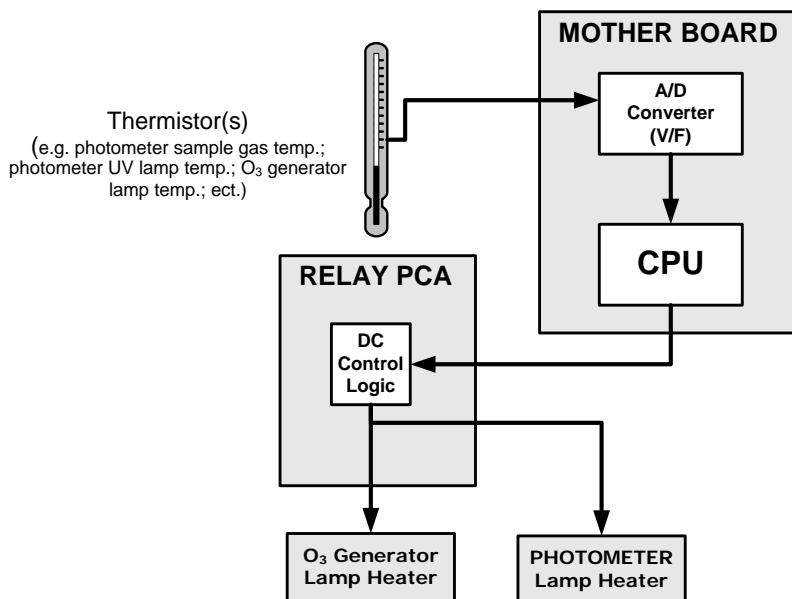 MOTHER BOARD
A/D
Converter
(V/F)
Thermistor(s)
(e.g. photometer sample gas temp.;
photometer UV lamp temp.; O₃ generator
lamp temp.; ect.)
CPU
RELAY PCA
DC
Control
Logic
O₃ Generator
Lamp Heater
PHOTOMETER
Lamp Heater